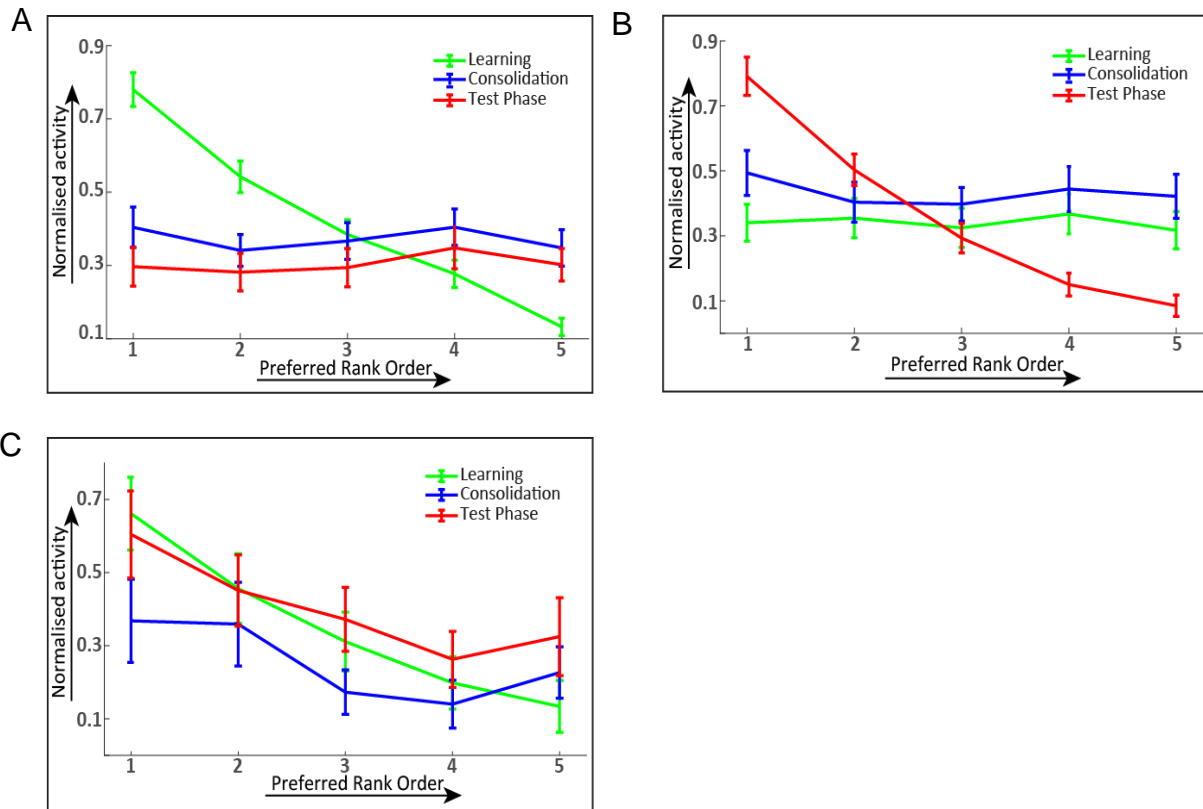 A
Normalised activity
0.9
0.7
0.5
0.3
0.1
Learning
Consolidation
Test Phase
1 2 3 4 5
Preferred Rank Order
B
Normalised activity
0.9
0.7
0.5
0.3
0.1
Learning
Consolidation
Test Phase
1 2 3 4 5
Preferred Rank Order
C
Normalised activity
0.7
0.5
0.3
0.1
Learning
Consolidation
Test Phase
1 2 3 4 5
Preferred Rank Order